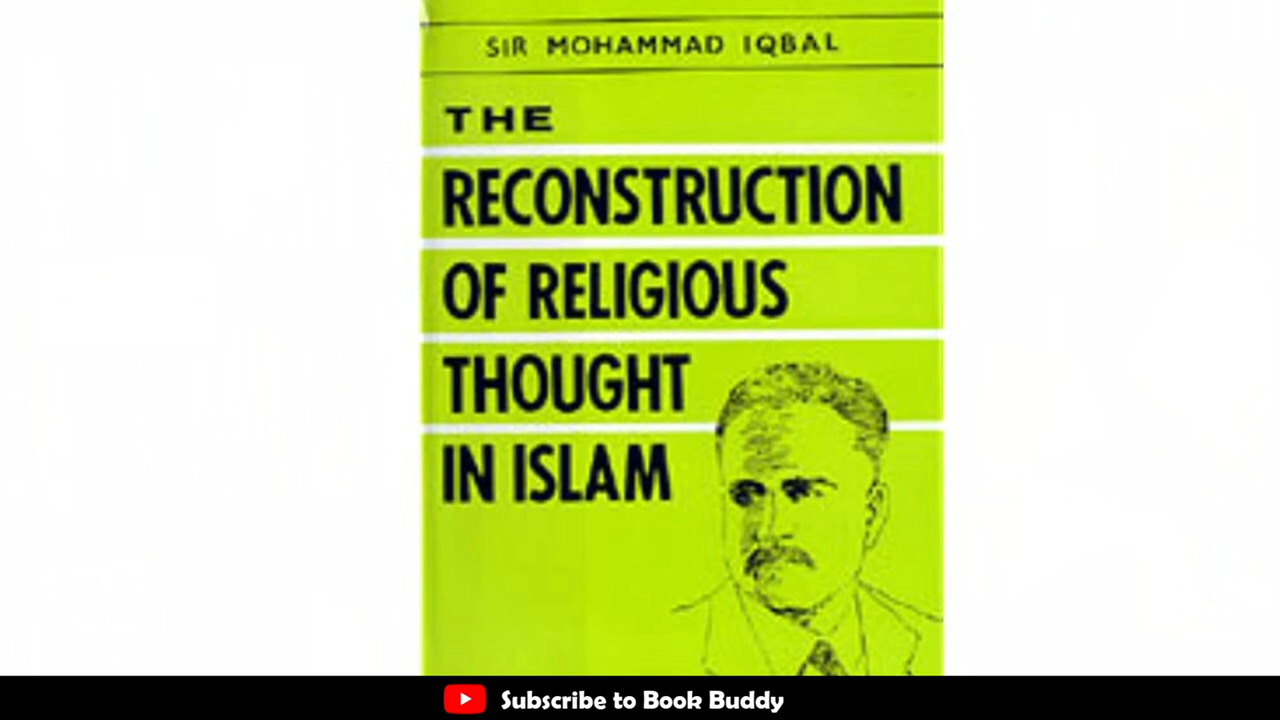 SIR MOHAMMAD IQBAL
THE
RECONSTRUCTION
OF RELIGIOUS
THOUGHT
IN ISLAM
Subscribe to Book Buddy